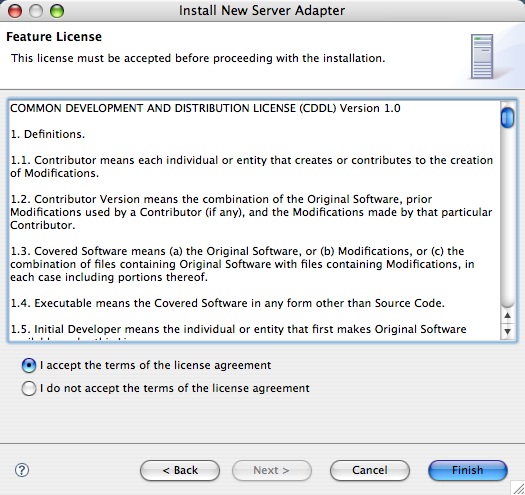 Install New Server Adapter
Feature License
This license must be accepted before proceeding with the installation.
COMMON DEVELOPMENT AND DISTRIBUTION LICENSE (CDDL) Version 1.0
1. Definitions.
1.1. Contributor means each individual or entity that creates or contributes to the creation
of Modifications.
1.2. Contributor Version means the combination of the Original Software, prior
Modifications used by a Contributor (if any), and the Modifications made by that particular
Contributor.
1.3. Covered Software means (a) the Original Software, or (b) Modifications, or (c) the
combination of files containing Original Software with files containing Modifications, in
each case including portions thereof.
1.4. Executable means the Covered Software in any form other than Source Code.
1.5. Initial Developer means the individual or entity that first makes Original Software
I accept the terms of the license agreement
I do not accept the terms of the license agreement
?
< Back
Next >
Cancel
Finish